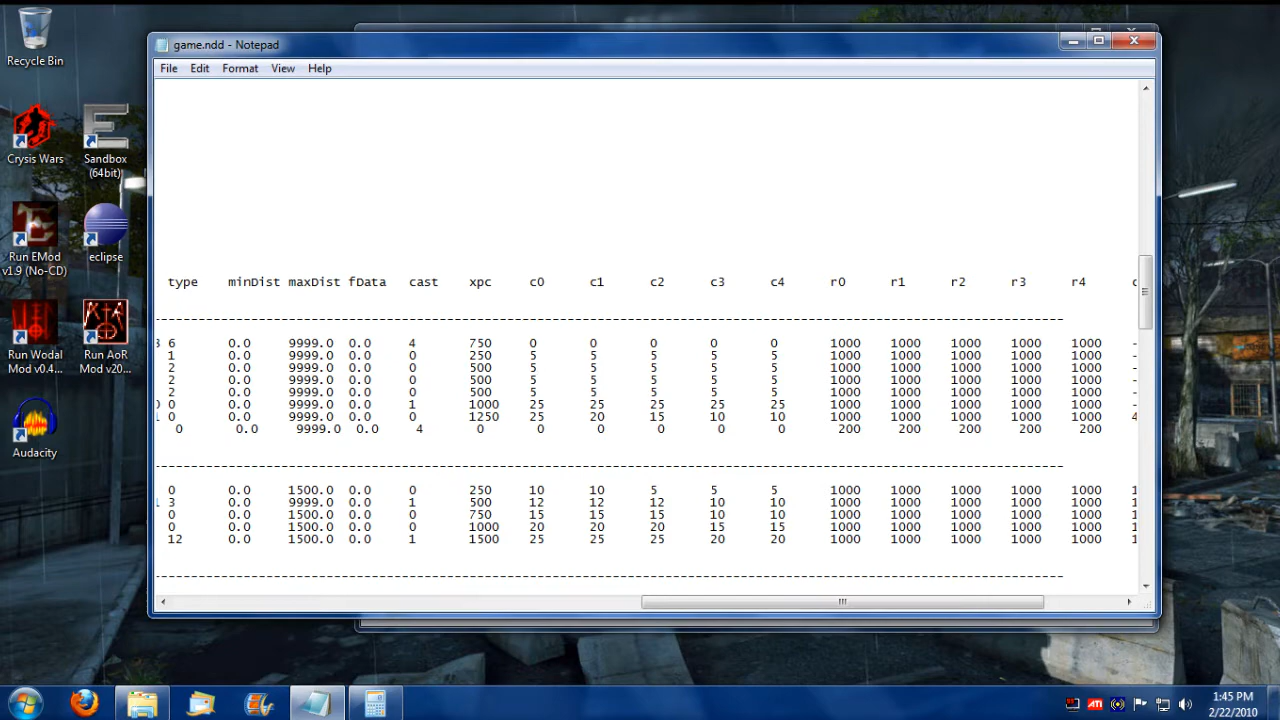 Recycle Bin
Crysis Wars
Sandbox
(64bit)
Run EMod
v1.9 (No-CD)
eclipse
Run Wodal
Mod v0.4...
Run AoR
Mod v20...
Audacity
game.ndd - Notepad
File Edit Format View Help
type minDist maxDist fData cast xpc c0 c1 c2 c3 c4 r0 r1 r2 r3 r4
------------------------------------------------------------------------------------------------------------------------
6 0.0 9999.0 0.0 4 750 0 0 0 0 0 1000 1000 1000 1000 1000 -
1 0.0 9999.0 0.0 0 250 5 5 5 5 5 1000 1000 1000 1000 1000 -
2 0.0 9999.0 0.0 0 500 5 5 5 5 5 1000 1000 1000 1000 1000 -
2 0.0 9999.0 0.0 0 500 5 5 5 5 5 1000 1000 1000 1000 1000 -
2 0.0 9999.0 0.0 0 500 5 5 5 5 5 1000 1000 1000 1000 1000 -
0 0 0.0 9999.0 0.0 1 1000 25 25 25 25 25 1000 1000 1000 1000 1000 -
1 0 0.0 9999.0 0.0 0 1250 25 20 15 10 10 1000 1000 1000 1000 1000 4
0 0.0 9999.0 0.0 4 0 0 0 0 0 0 200 200 200 200 200
------------------------------------------------------------------------------------------------------------------------
0 0.0 1500.0 0.0 0 250 10 10 5 5 5 1000 1000 1000 1000 1000 1
1 3 0.0 9999.0 0.0 1 500 12 12 12 10 10 1000 1000 1000 1000 1000 1
0 0.0 1500.0 0.0 0 750 15 15 15 10 10 1000 1000 1000 1000 1000 1
0 0.0 1500.0 0.0 0 1000 20 20 20 15 15 1000 1000 1000 1000 1000 1
12 0.0 1500.0 0.0 1 1500 25 25 25 20 20 1000 1000 1000 1000 1000 1
------------------------------------------------------------------------------------------------------------------------
ATI
1:45 PM
2/22/2010